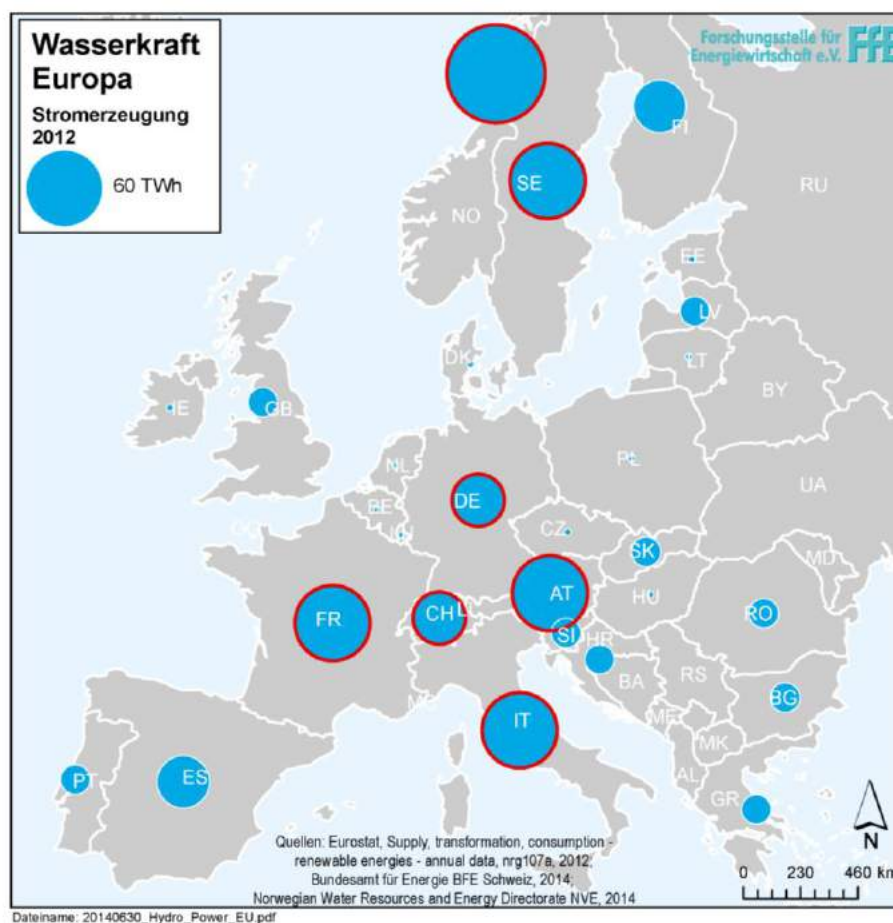 Wasserkraft
Europa
Stromerzeugung
2012
60 TWh
Forschungsstelle für
Energiewirtschaft e.V.
FfE
FI
SE
NO
RU
EE
LV
LT
DK
BY
IE
GB
NL
PL
DE
BE
UA
CZ
SK
MD
AT
HU
FR
CH
LI
SI
HR
RO
BA
RS
IT
ME
BG
MK
AL
PT
ES
GR
N
Quellen: Eurostat, Supply, transformation, consumption -
renewable energies - annual data, nrg107a, 2012;
Bundesamt für Energie BFE Schweiz, 2014;
Norwegian Water Resources and Energy Directorate NVE, 2014
0 230 460 km
Dateiname: 20140630_Hydro_Power_EU.pdf